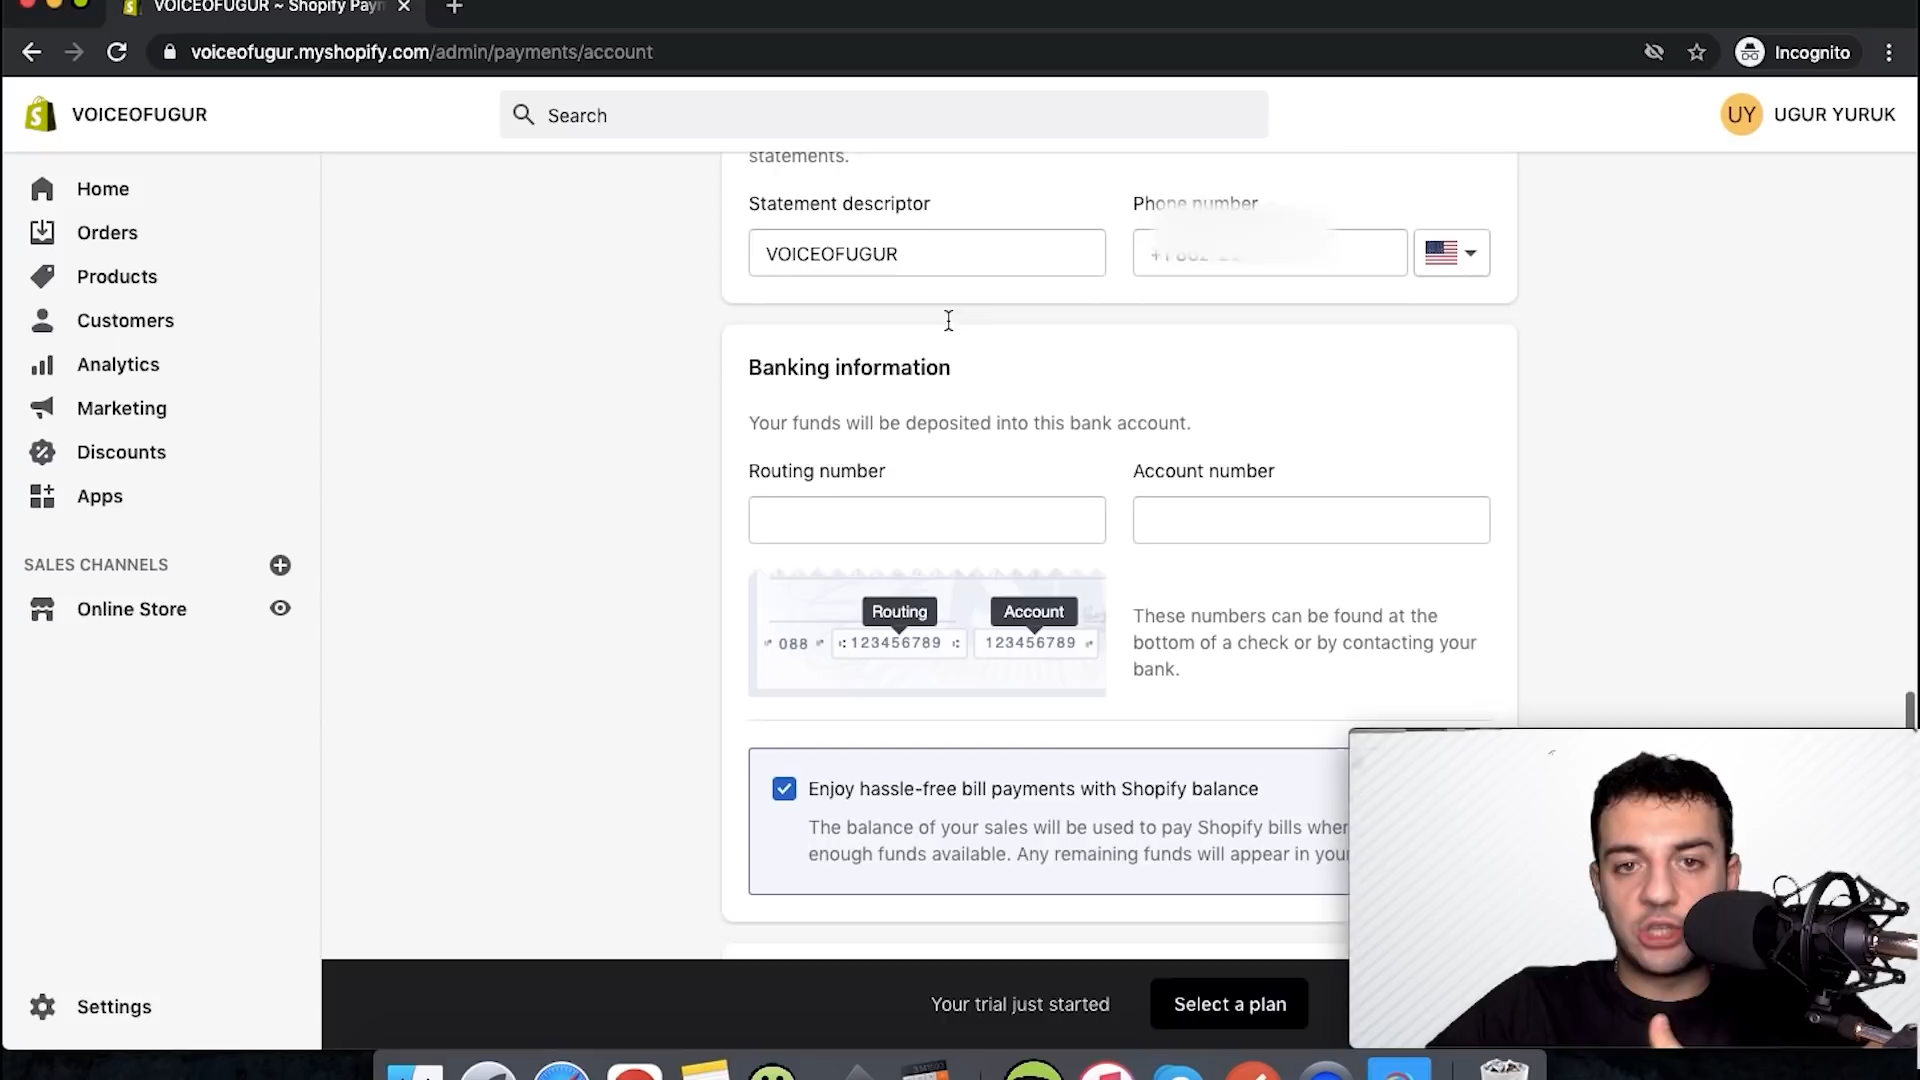 VOICEOFUGUR ~ Shopify Paym
voiceofugur.myshopify.com/admin/payments/account
Incognito
VOICEOFUGUR
Search
UY
UGUR YURUK
Home
Orders
Products
Customers
Analytics
Marketing
Discounts
Apps
SALES CHANNELS
Online Store
Settings
statements.
Statement descriptor
Phone number
VOICEOFUGUR
Banking information
Your funds will be deposited into this bank account.
Routing number
Account number
Routing
Account
088
123456789
123456789
These numbers can be found at the
bottom of a check or by contacting your
bank.
Enjoy hassle-free bill payments with Shopify balance
The balance of your sales will be used to pay Shopify bills when
enough funds available. Any remaining funds will appear in your
Your trial just started
Select a plan